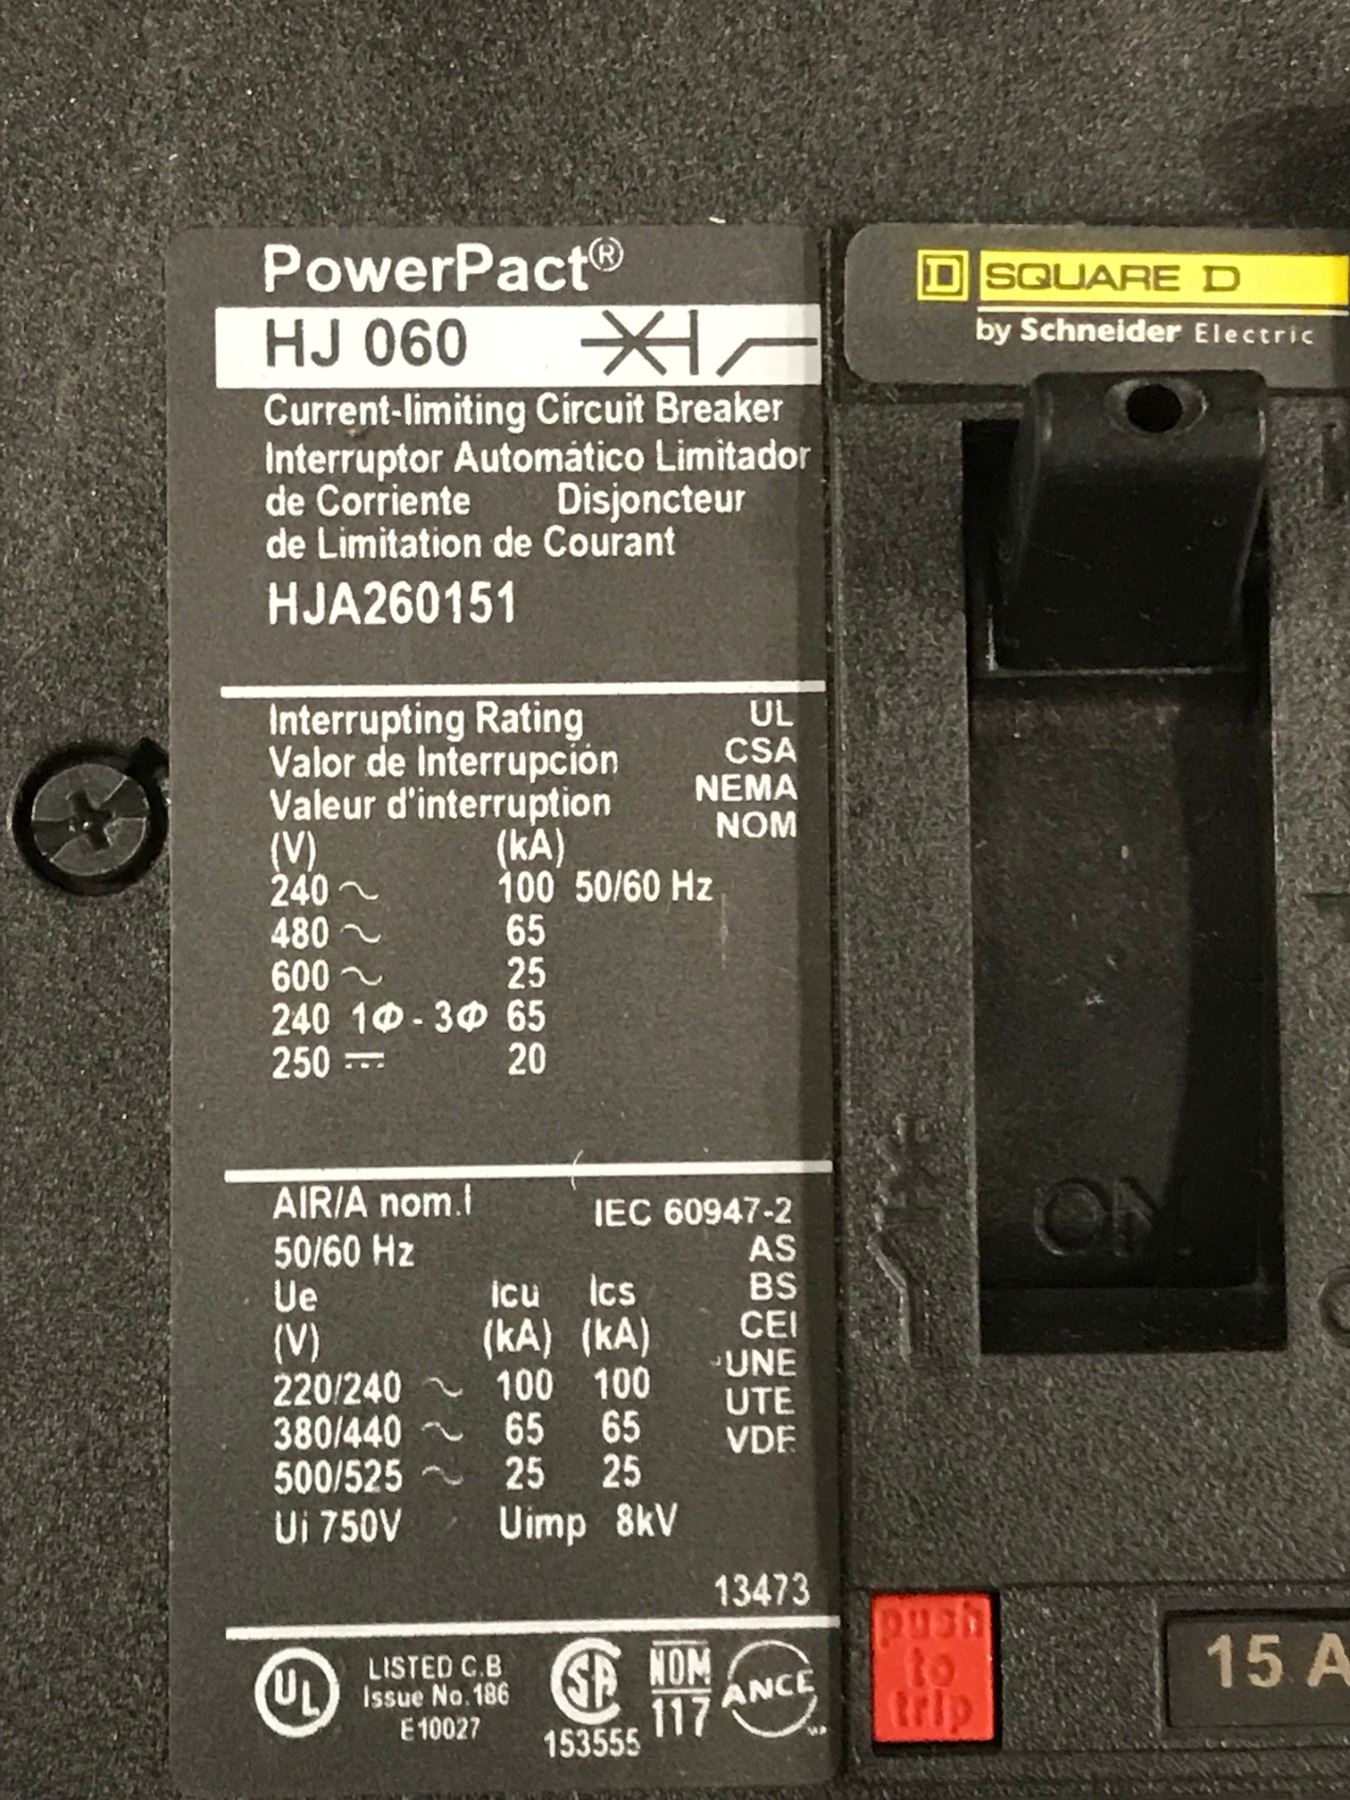 PowerPact®
HJ 060
Current-limiting Circuit Breaker
Interruptor Automático Limitador
de Corriente Disjoncteur
de Limitation de Courant
HJA260151
Interrupting Rating UL
Valor de Interrupción CSA
Valeur d'interruption NEMA
(V) (kA) NOM
240 ~ 100 50/60 Hz
480 ~ 65
600 ~ 25
240 1Φ - 3Φ 65
250 ⎓ 20
AIR/A nom.I IEC 60947-2
50/60 Hz AS
Ue Icu Ics BS
(V) (kA) (kA) CEI
220/240 ~ 100 100 UNE
380/440 ~ 65 65 UTE
500/525 ~ 25 25 VDE
Ui 750V Uimp 8kV
13473
UL LISTED C.B
Issue No.186
E10027
SA
153555
NOM
117
ANCE
D SQUARE D
by Schneider Electric
ON
push
to
trip
15 A